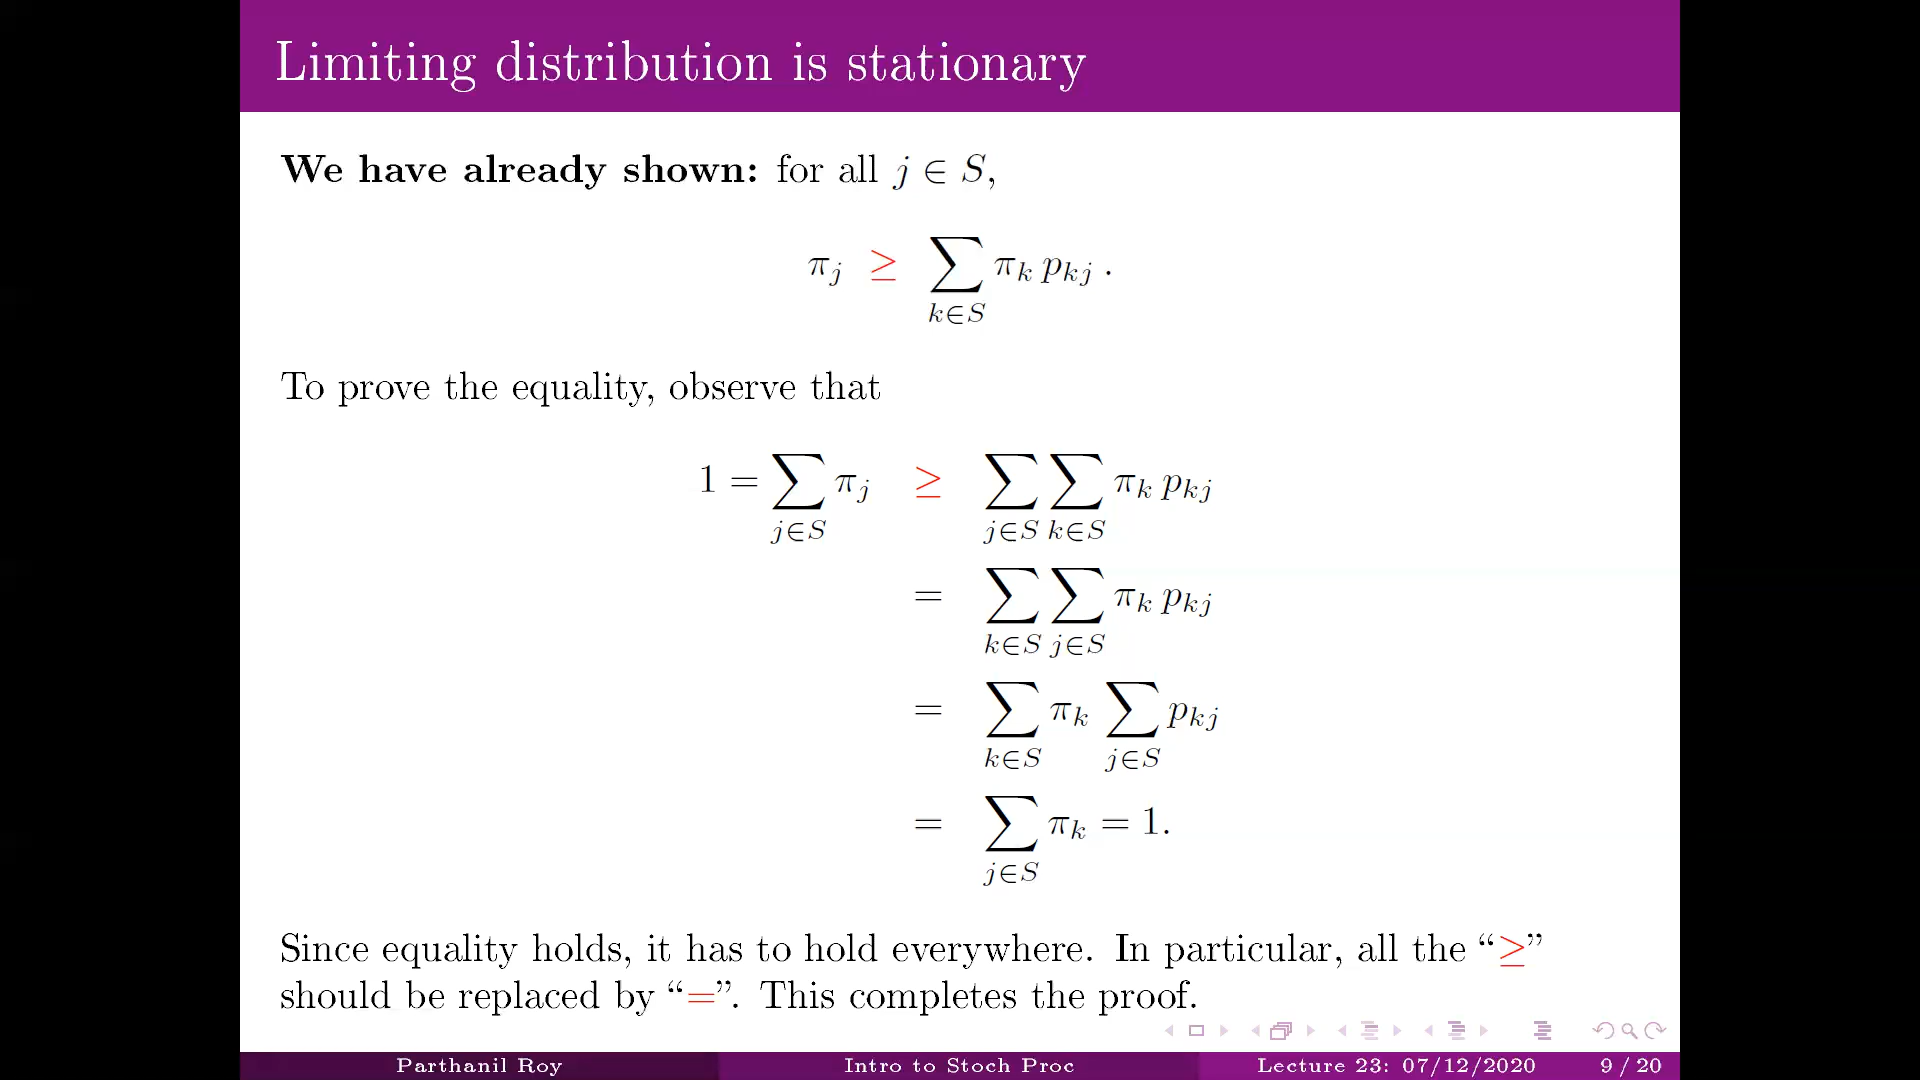 Limiting distribution is stationary
We have already shown: for all j ∈ S,
π_j ≥ ∑_{k∈S} π_k p_{kj} .
To prove the equality, observe that
1 = ∑_{j∈S} π_j ≥ ∑_{j∈S} ∑_{k∈S} π_k p_{kj}
= ∑_{k∈S} ∑_{j∈S} π_k p_{kj}
= ∑_{k∈S} π_k ∑_{j∈S} p_{kj}
= ∑_{j∈S} π_k = 1.
Since equality holds, it has to hold everywhere. In particular, all the “≥”
should be replaced by “=”. This completes the proof.
Parthanil Roy Intro to Stoch Proc Lecture 23: 07/12/2020 9 / 20